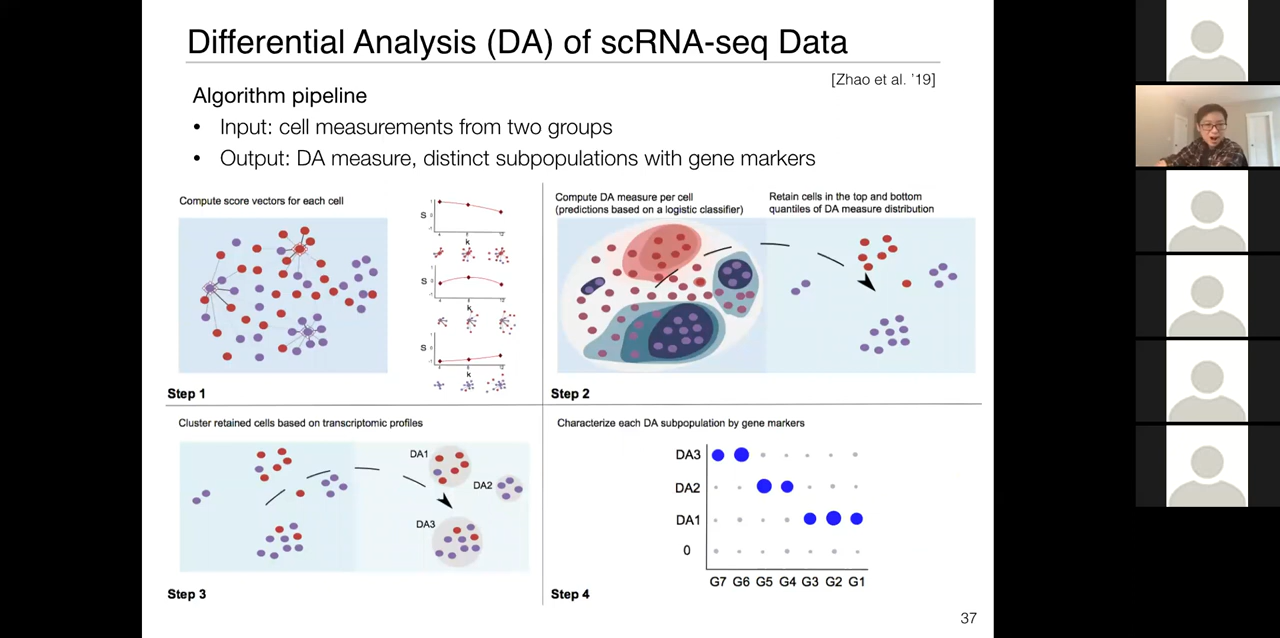 Differential Analysis (DA) of scRNA-seq Data
[Zhao et al. '19]
Algorithm pipeline
• Input: cell measurements from two groups
• Output: DA measure, distinct subpopulations with gene markers
Compute score vectors for each cell
S
k
S
k
S
k
Step 1
Compute DA measure per cell
(predictions based on a logistic classifier)
Retain cells in the top and bottom
quantiles of DA measure distribution
Step 2
Cluster retained cells based on transcriptomic profiles
DA1
DA2
DA3
Step 3
Characterize each DA subpopulation by gene markers
DA3
DA2
DA1
0
G7 G6 G5 G4 G3 G2 G1
Step 4
37